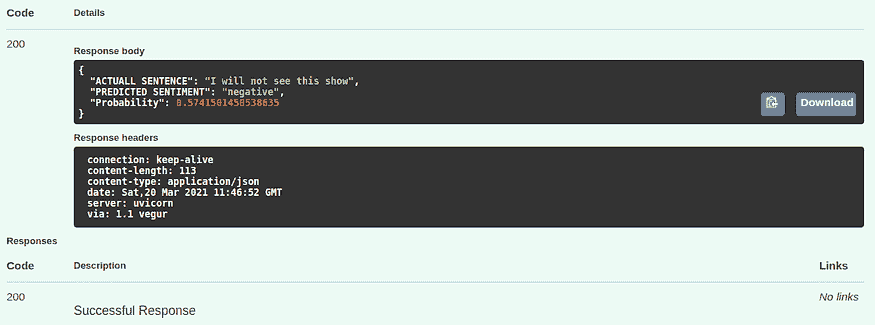 Code Details
200
Response body
{
"ACTUALL SENTENCE": "I will not see this show",
"PREDICTED SENTIMENT": "negative",
"Probability": 0.5741501450538635
}
Download
Response headers
connection: keep-alive
content-length: 113
content-type: application/json
date: Sat,20 Mar 2021 11:46:52 GMT
server: uvicorn
via: 1.1 vegur
Responses
Code Description Links
200 No links
Successful Response